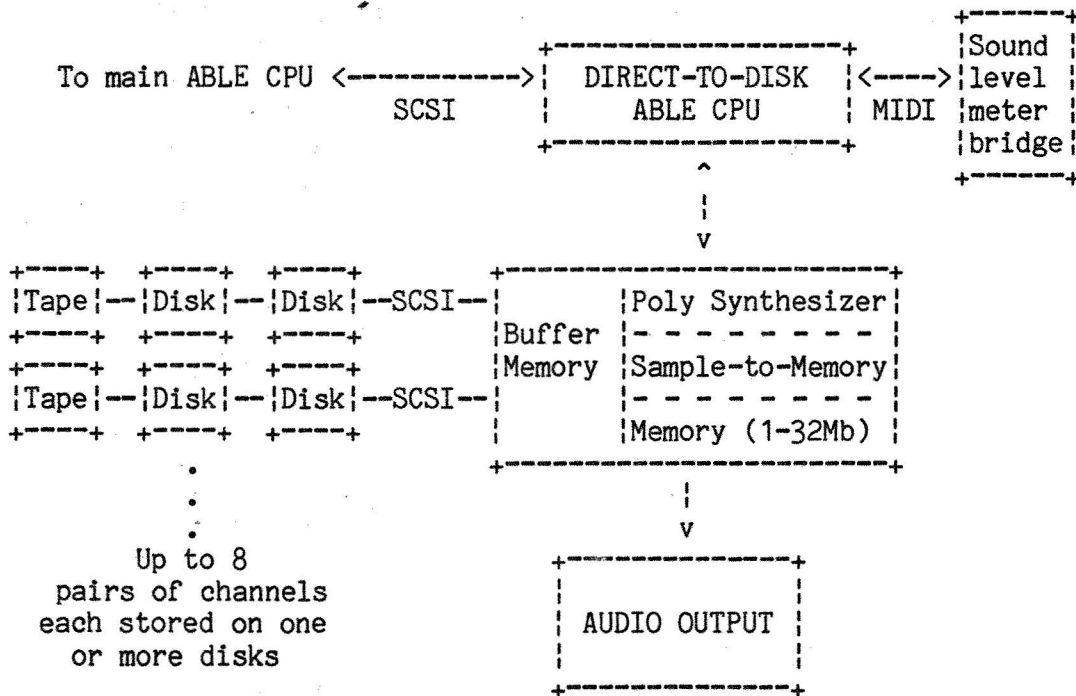 Sound
To main ABLE CPU <------------> DIRECT-TO-DISK <----> level
SCSI ABLE CPU MIDI meter
bridge
Tape--Disk--Disk--SCSI-- Poly Synthesizer
Buffer
Memory Sample-to-Memory
Tape--Disk--Disk--SCSI--
Memory (1-32Mb)
Up to 8
pairs of channels
each stored on one
or more disks
AUDIO OUTPUT